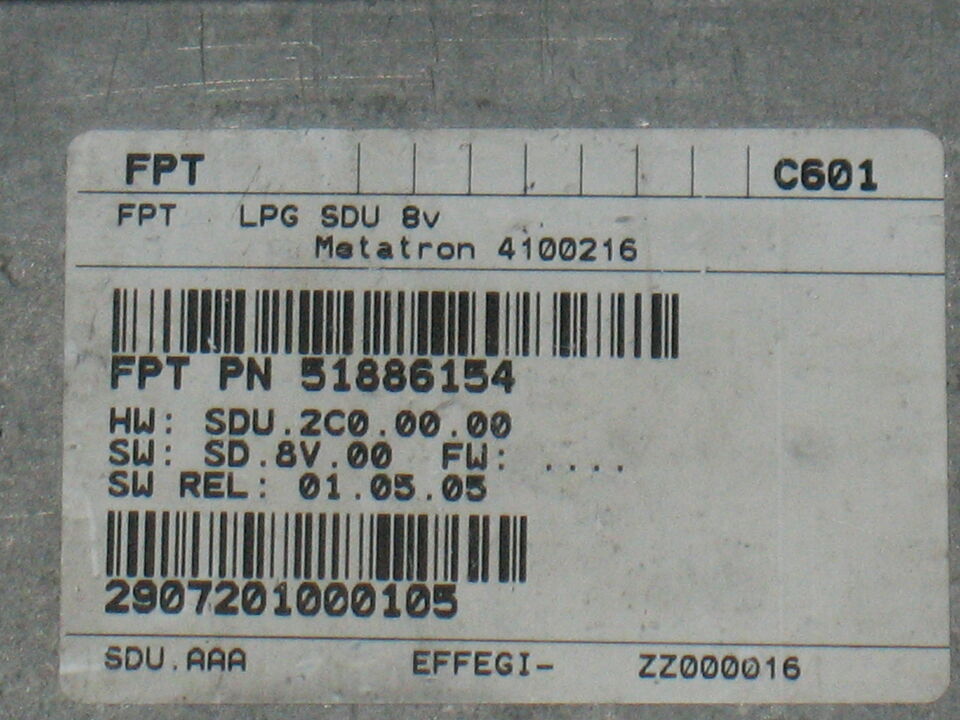 FPT C601
FPT LPG SDU 8v
Metatron 4100216
FPT PN 51886154
HW: SDU.2C0.00.00
SW: SD.8V.00 FW: ....
SW REL: 01.05.05
2907201000105
SDU.AAA EFFEGI- ZZ000016